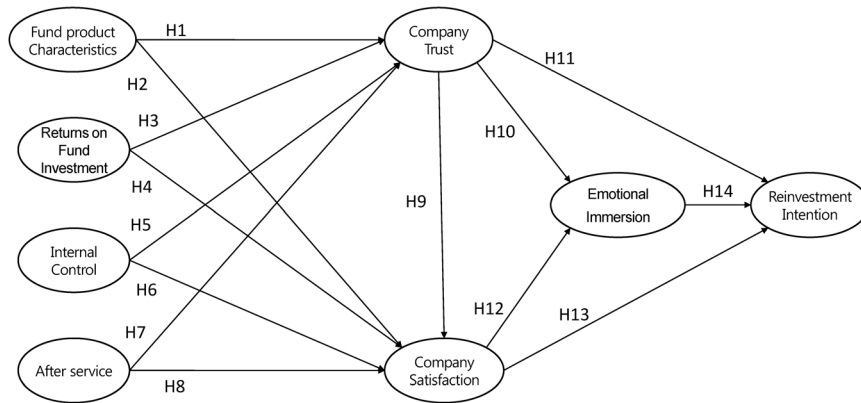 Fund product
Characteristics
H1
Company
Trust
H11
H2
Returns on
Fund
Investment
H3
H10
H4
Emotional
Immersion
H14
Reinvestment
Intention
H9
H5
Internal
Control
H6
H12
H13
H7
After service
H8
Company
Satisfaction